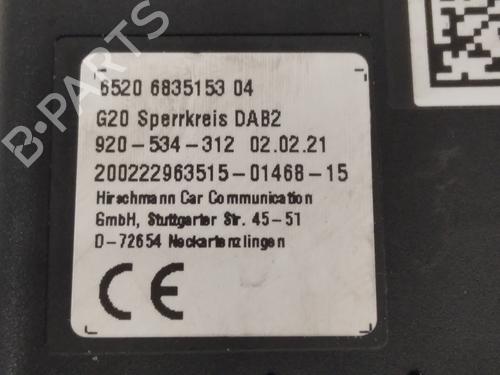 B-PARTS
6520 6835153 04
G20 Sperrkreis DAB2
920-534-312 02.02.21
200222963515-01468-15
Hirschmann Car Communication
GmbH, Stuttgarter Str. 45-51
D-72654 Neckartenzlingen
CE